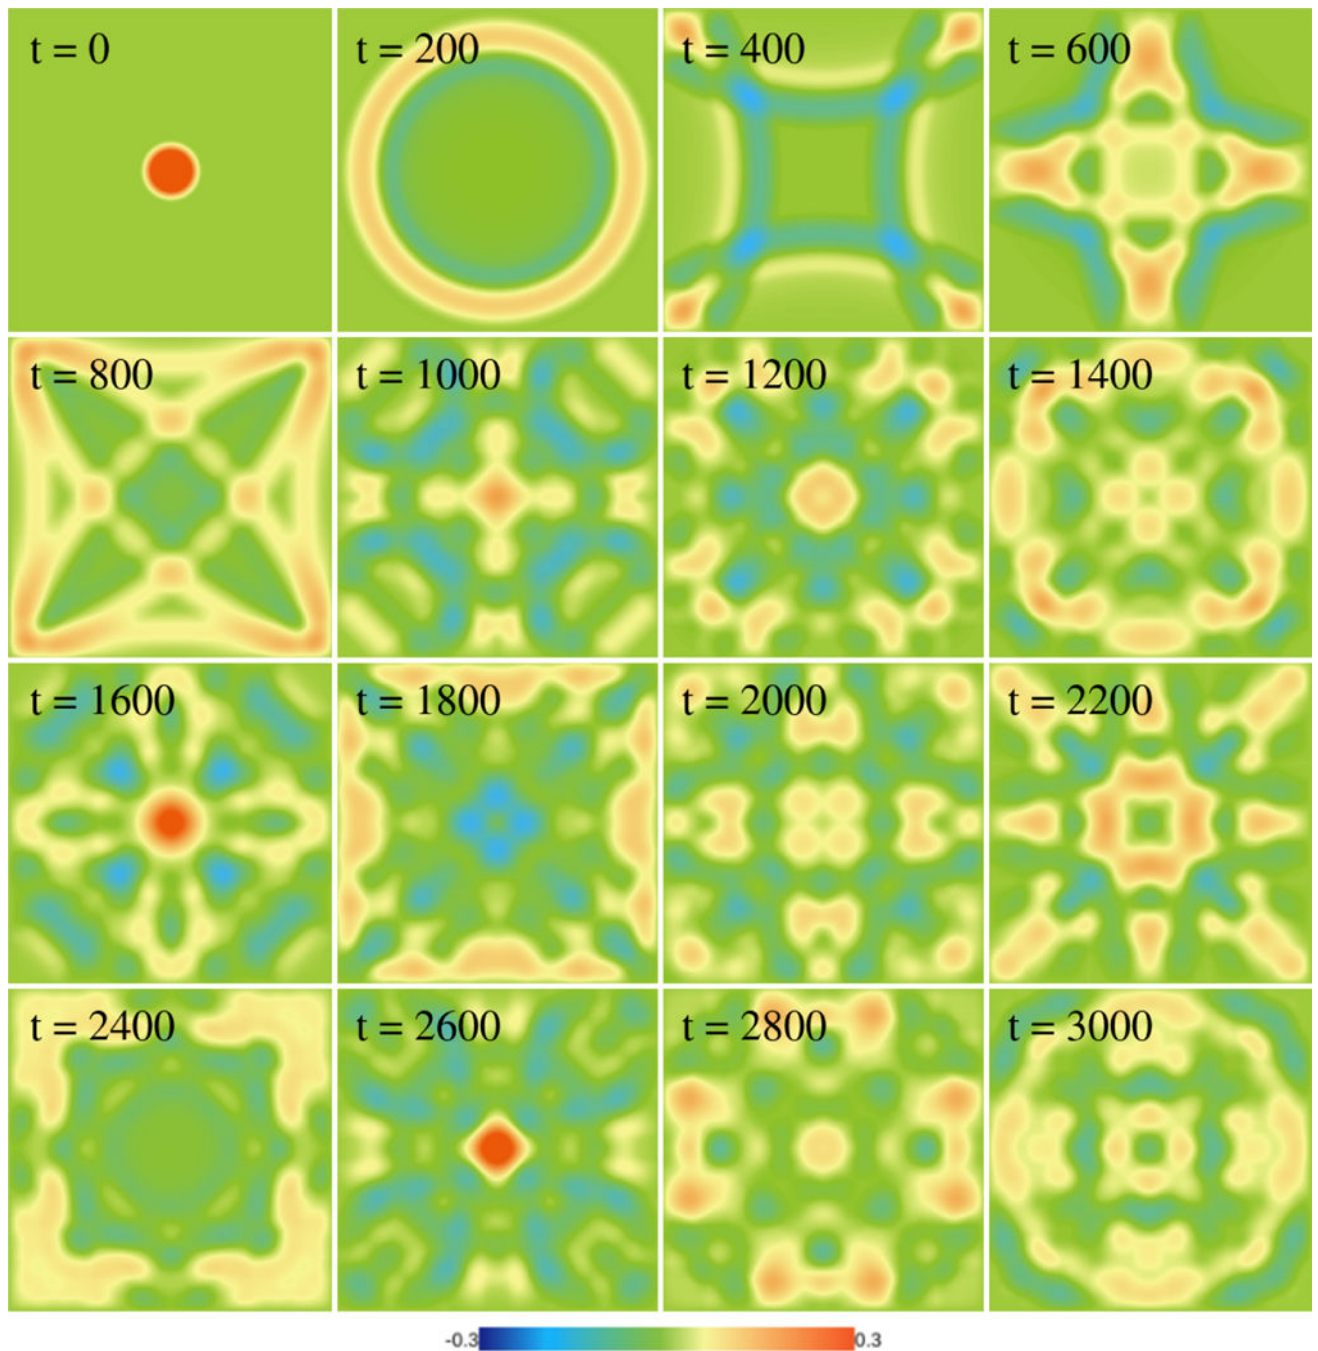 t = 0 t = 200 t = 400 t = 600
t = 800 t = 1000 t = 1200 t = 1400
t = 1600 t = 1800 t = 2000 t = 2200
t = 2400 t = 2600 t = 2800 t = 3000
-0.3 0.3